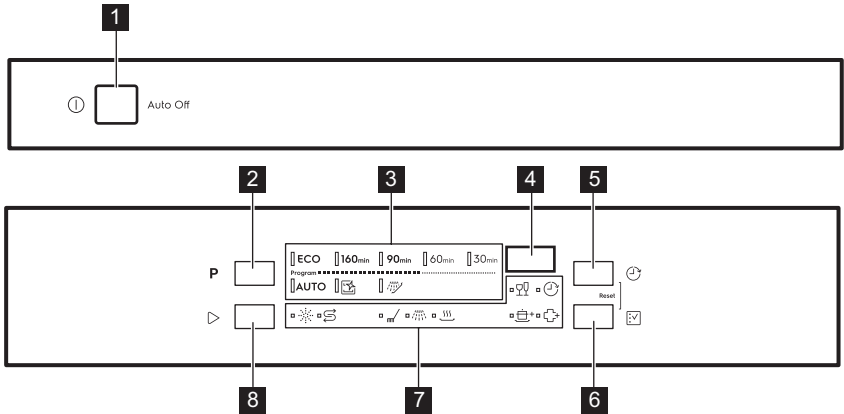 1
Auto Off
2 3 4 5
P ECO 160min 90min 60min 30min
Program
AUTO
Reset
8 7 6